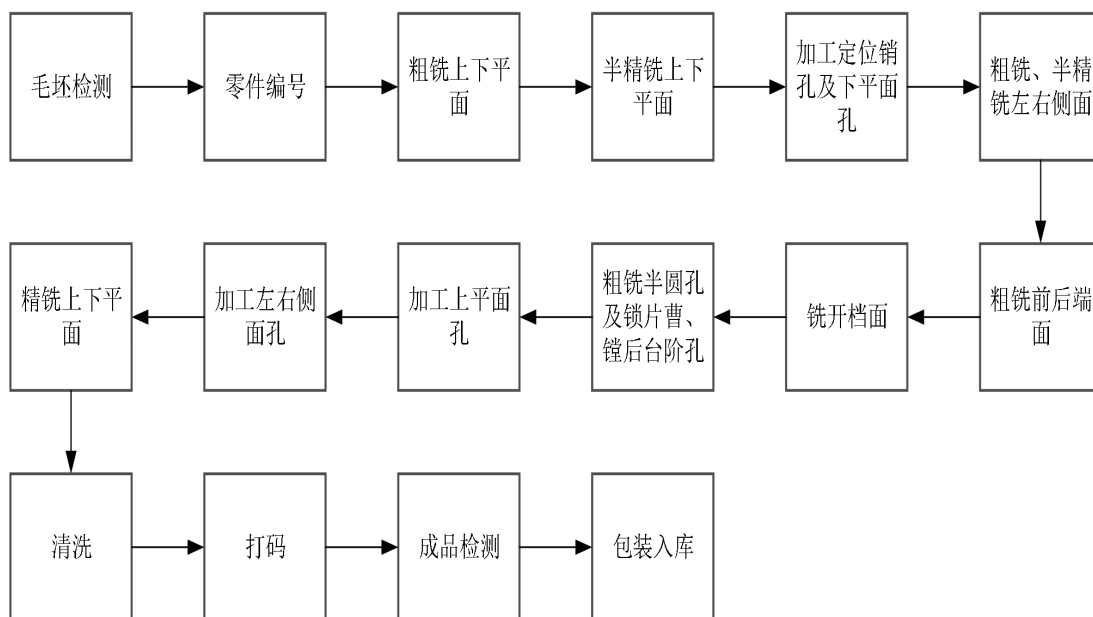 毛坯检测
零件编号
粗铣上下平
面
半精铣上下
平面
加工定位销
孔及下平面
孔
粗铣、半精
铣左右侧面
粗铣前后端
面
铣开档面
粗铣半圆孔
及锁片曹、
镗后台阶孔
加工上平面
孔
加工左右侧
面孔
精铣上下平
面
清洗
打码
成品检测
包装入库